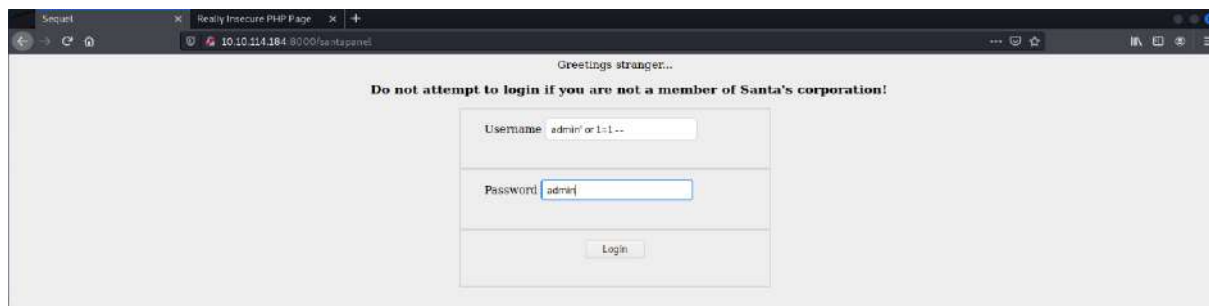 Sequel
Really Insecure PHP Page
10.10.114.184:8000/santapanel
Greetings stranger...
Do not attempt to login if you are not a member of Santa's corporation!
Username admin' or 1=1 --
Password admin
Login